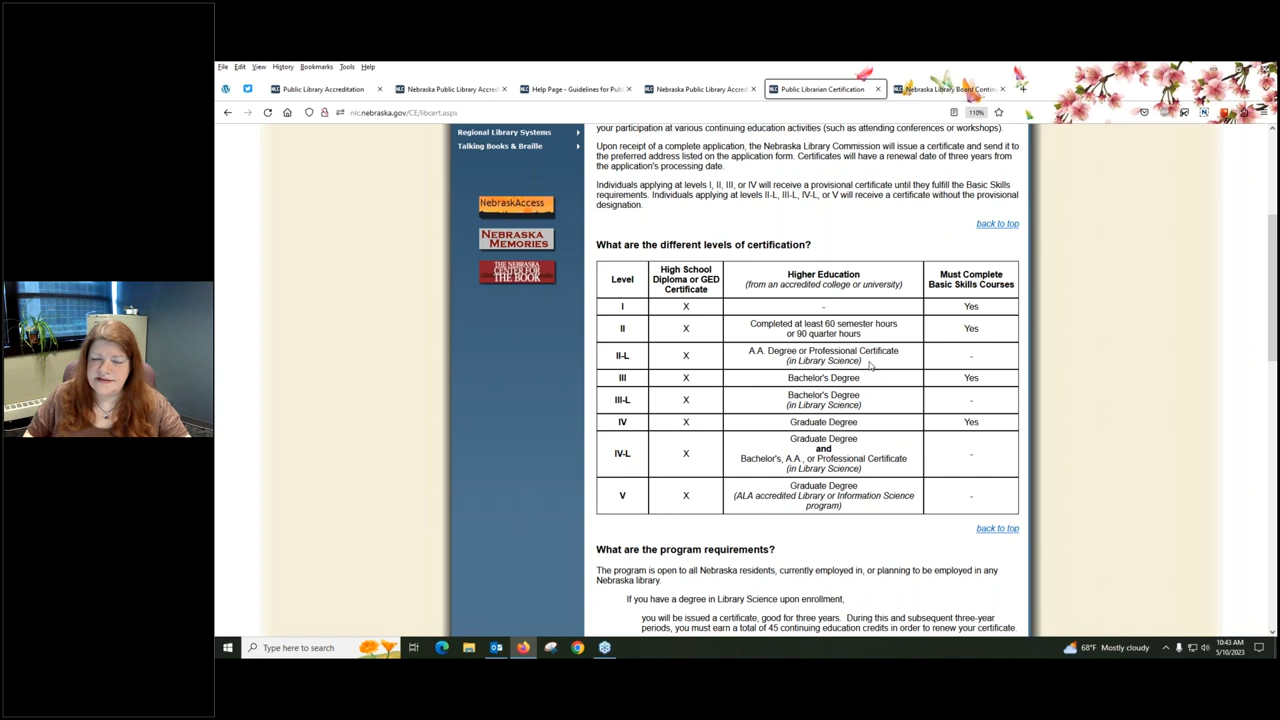 File Edit View History Bookmarks Tools Help
Public Library Accreditation
Nebraska Public Library Accred
Help Page - Guidelines for Publi
Nebraska Public Library Accredi
Public Librarian Certification
Nebraska Library Board Contin
nlc.nebraska.gov/CE/libcert.aspx
110%
Regional Library Systems
Talking Books & Braille
NebraskAccess
NEBRASKA
MEMORIES
THE NEBRASKA
CENTER FOR
THE BOOK
your participation at various continuing education activities (such as attending conferences or workshops).
Upon receipt of a complete application, the Nebraska Library Commission will issue a certificate and send it to
the preferred address listed on the application form. Certificates will have a renewal date of three years from
the application's processing date.
Individuals applying at levels I, II, III, or IV will receive a provisional certificate until they fulfill the Basic Skills
requirements. Individuals applying at levels II-L, III-L, IV-L, or V will receive a certificate without the provisional
designation.
back to top
What are the different levels of certification?
Level
High School
Diploma or GED
Certificate
Higher Education
(from an accredited college or university)
Must Complete
Basic Skills Courses
I X - Yes
II X Completed at least 60 semester hours
or 90 quarter hours Yes
II-L X A.A. Degree or Professional Certificate
(in Library Science) -
III X Bachelor's Degree Yes
III-L X Bachelor's Degree
(in Library Science) -
IV X Graduate Degree Yes
IV-L X Graduate Degree
and
Bachelor's, A.A., or Professional Certificate
(in Library Science) -
V X Graduate Degree
(ALA accredited Library or Information Science
program) -
back to top
What are the program requirements?
The program is open to all Nebraska residents, currently employed in, or planning to be employed in any
Nebraska library.
If you have a degree in Library Science upon enrollment,
you will be issued a certificate, good for three years. During this and subsequent three-year
periods, you must earn a total of 45 continuing education credits in order to renew your certificate.
Type here to search
68°F Mostly cloudy
10:43 AM
5/10/2023